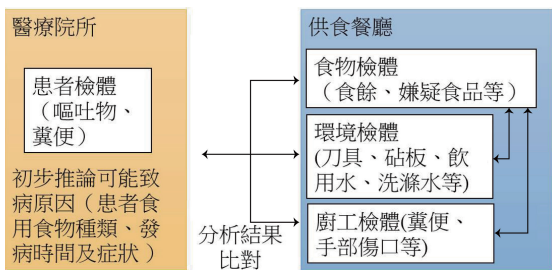 醫療院所
患者檢體
（嘔吐物、
糞便）
初步推論可能致
病原因（患者食
用食物種類、發
病時間及症狀）
分析結果
比對
供食餐廳
食物檢體
（食餘、嫌疑食品等）
環境檢體
(刀具、砧板、飲
用水、洗滌水等)
廚工檢體(糞便、
手部傷口等)